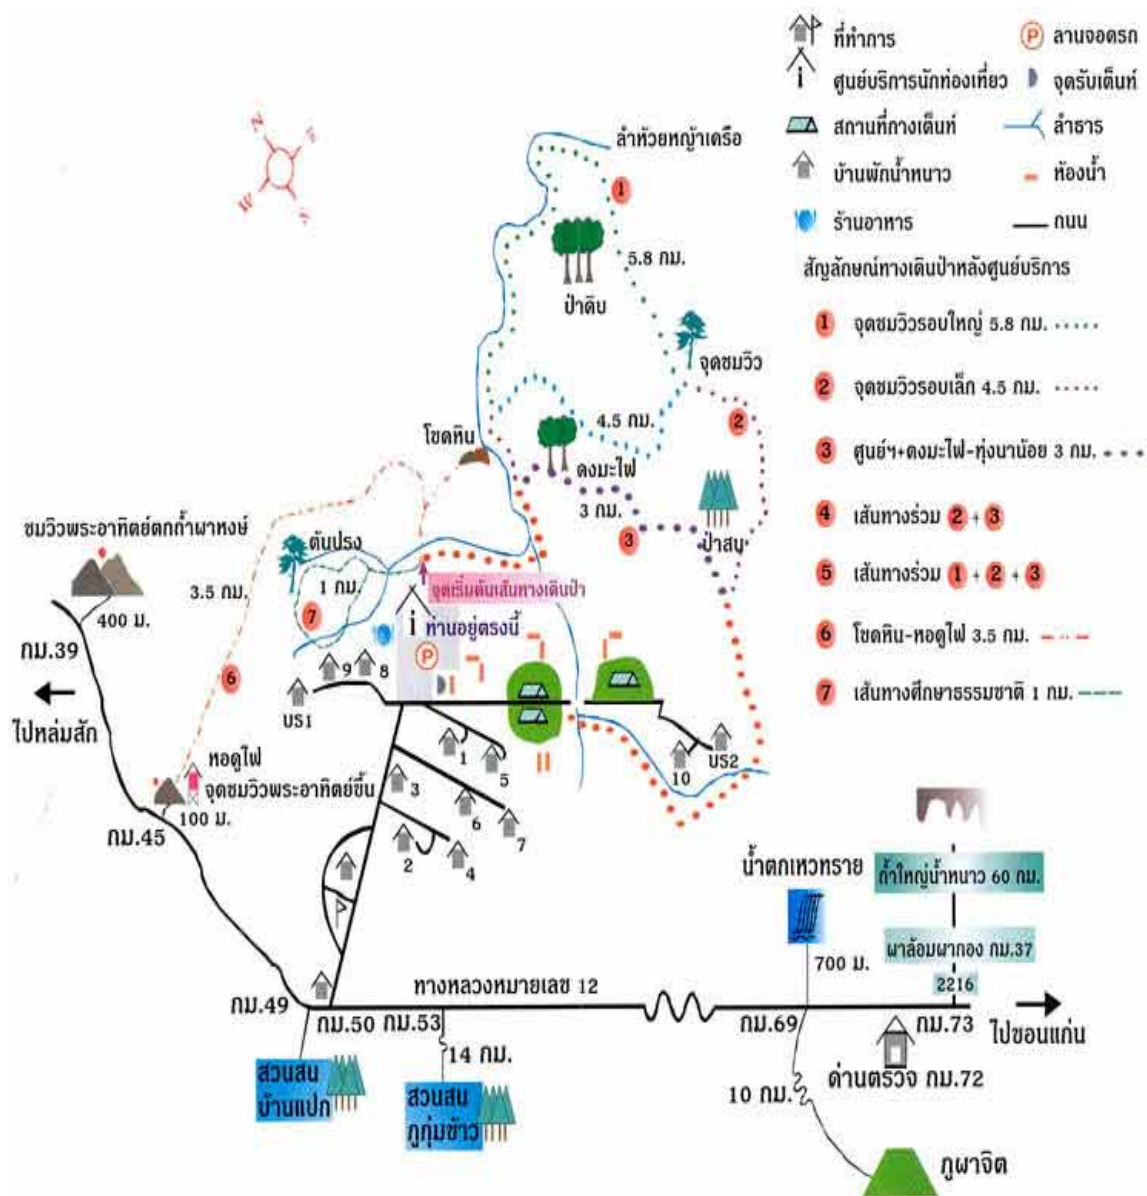 ที่ทำการ
ลานจอดรถ
ศูนย์บริการนักท่องเที่ยว
จุดรับเต็นท์
สถานที่กางเต็นท์
ลำธาร
บ้านพักน้ำหนาว
ห้องน้ำ
ร้านอาหาร
ถนน
สัญลักษณ์ทางเดินป่าหลังศูนย์บริการ
1 จุดชมวิวรอบใหญ่ 5.8 กม.
2 จุดชมวิวรอบเล็ก 4.5 กม.
3 ศูนย์ฯ+ดงมะไฟ-ทุ่งนาน้อย 3 กม.
4 เส้นทางร่วม 2 + 3
5 เส้นทางร่วม 1 + 2 + 3
6 โขดหิน-หอดูไฟ 3.5 กม.
7 เส้นทางศึกษาธรรมชาติ 1 กม.
N
E
W
S
ลำห้วยหญ้าเครือ
1
5.8 กม.
ป่าดิบ
จุดชมวิว
2
4.5 กม.
โขดหิน
ดงมะไฟ
3 กม.
3
ป่าสน
ชมวิวพระอาทิตย์ตกถ้ำผาหงษ์
400 ม.
กม.39
ไปหล่มสัก
3.5 กม.
6
ต้นปรง
1 กม.
7
จุดเริ่มต้นเส้นทางเดินป่า
i ท่านอยู่ตรงนี้
P
i
9
8
US1
US2
10
1
5
3
6
7
2
4
หอดูไฟ
จุดชมวิวพระอาทิตย์ขึ้น
100 ม.
กม.45
น้ำตกเหวทราย
700 ม.
ถ้ำใหญ่น้ำหนาว 60 กม.
ผาล้อมผากอง กม.37
2216
กม.49
ทางหลวงหมายเลข 12
กม.50
กม.53
กม.69
กม.73
ไปขอนแก่น
14 กม.
ด่านตรวจ กม.72
10 กม.
สวนสน
บ้านแปก
สวนสน
ภูกุ่มข้าว
ภูผาจิต